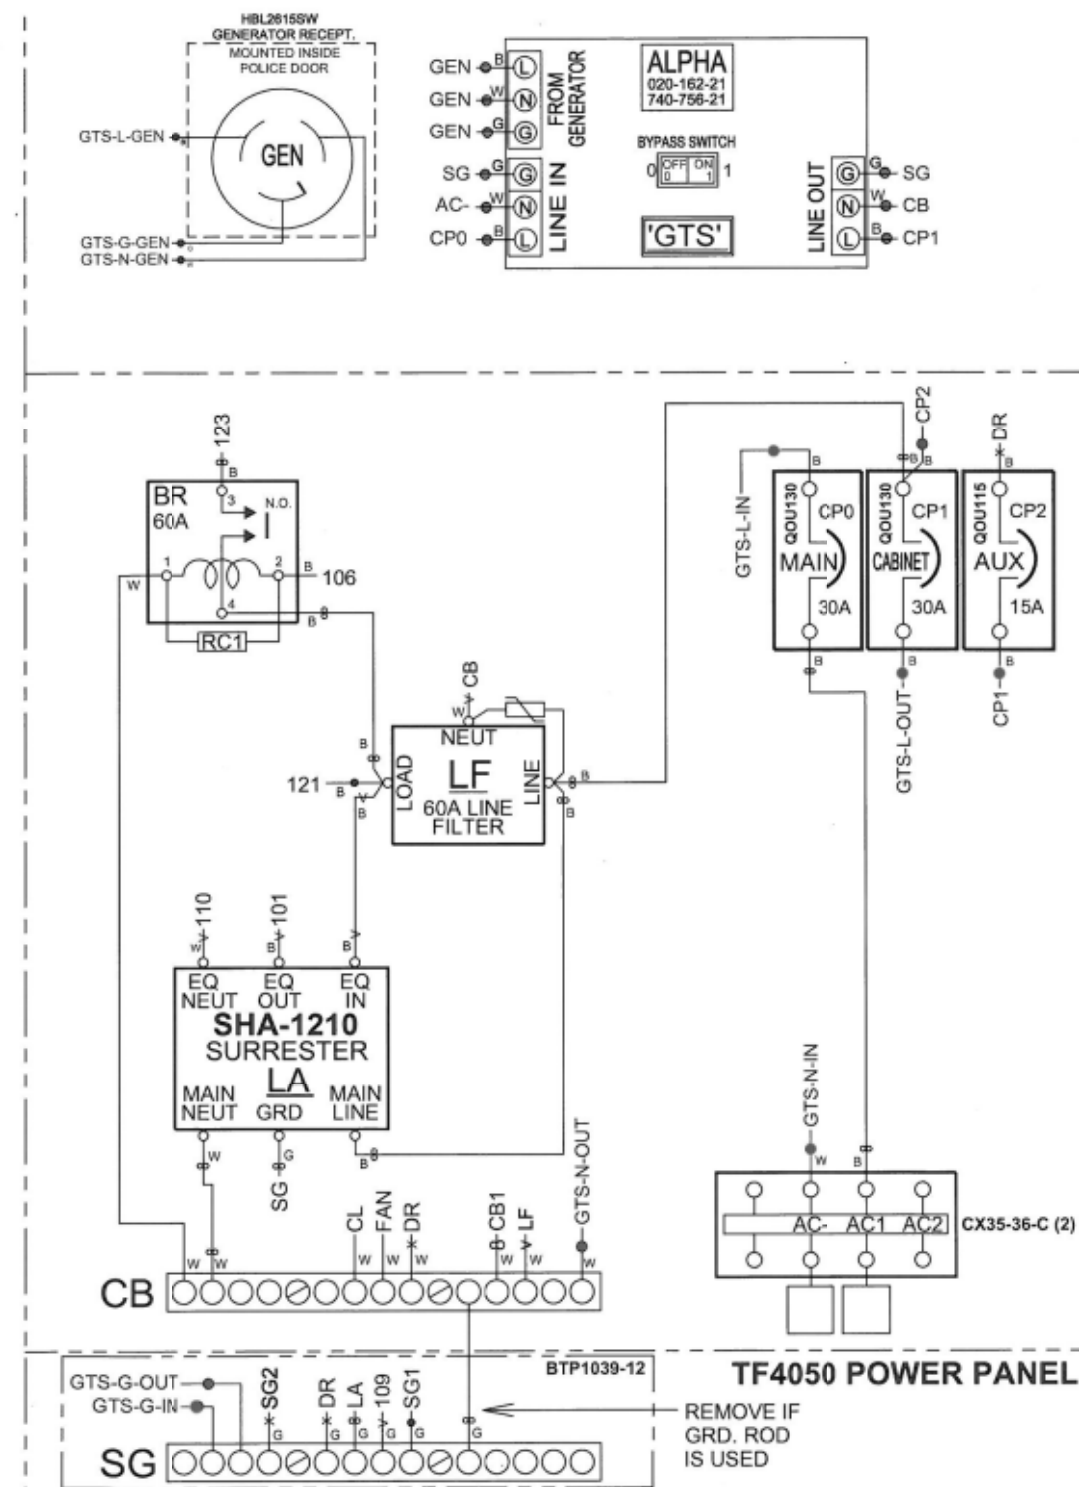 HBL2615SW
GENERATOR RECEPT.
MOUNTED INSIDE
POLICE DOOR
GTS-L-GEN
GEN
GTS-G-GEN
GTS-N-GEN
GEN B L
GEN W N
GEN G G
FROM
GENERATOR
SG G G
AC- W N
CP0 B L
LINE IN
ALPHA
020-162-21
740-756-21
BYPASS SWITCH
0 OFF ON 1
0 1
'GTS'
LINE OUT
G G SG
N W CB
L B CP1
123
B
BR
60A
3
N.O.
1
2
B
106
W
4
B
RC1
GTS-L-IN
B
QOU130
CP0
MAIN
30A
B
CP2
B B
QOU130
CP1
CABINET
30A
B
GTS-L-OUT
DR
B
QOU115
CP2
AUX
15A
B
CP1
CB
W
NEUT
LF
60A LINE
FILTER
LOAD
LINE
B
121
B
B
B
B
110
W
101
B
B
EQ
NEUT
EQ
OUT
EQ
IN
SHA-1210
SURRESTER
LA
MAIN
NEUT
GRD
MAIN
LINE
W
G
SG
B
GTS-N-IN
W
B
AC- AC1 AC2
CX35-36-C (2)
W
W
CL
W
FAN
W
DR
W
CB1
W
LF
W
GTS-N-OUT
W
CB
BTP1039-12
TF4050 POWER PANEL
GTS-G-OUT
GTS-G-IN
SG2
G
DR
G
LA
G
109
G
SG1
G
G
REMOVE IF
GRD. ROD
IS USED
SG